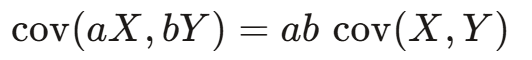 cov(aX, bY) = ab cov(X, Y)